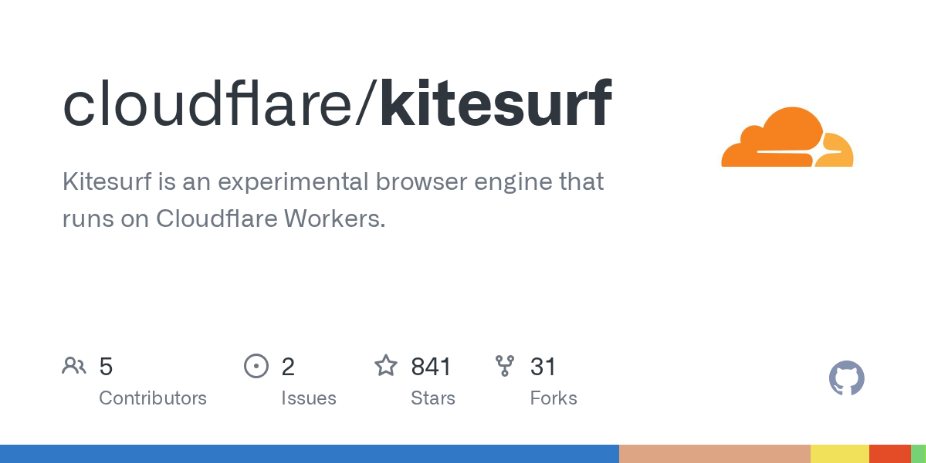 cloudflare/kitesurf
Kitesurf is an experimental browser engine that
runs on Cloudflare Workers.
5
Contributors
2
Issues
841
Stars
31
Forks